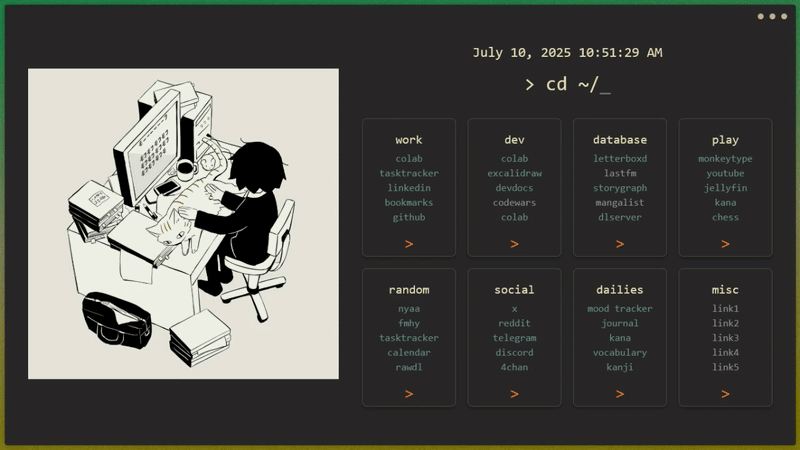 July 10, 2025 10:51:29 AM
> cd ~/_
work
colab
tasktracker
linkedin
bookmarks
github
>
dev
colab
excalidraw
devdocs
codewars
colab
>
database
letterboxd
lastfm
storygraph
mangalist
dlserver
>
play
monkeytype
youtube
jellyfin
kana
chess
>
random
nyaa
fmhy
tasktracker
calendar
rawdl
>
social
x
reddit
telegram
discord
4chan
>
dailies
mood tracker
journal
kana
vocabulary
kanji
>
misc
link1
link2
link3
link4
link5
>